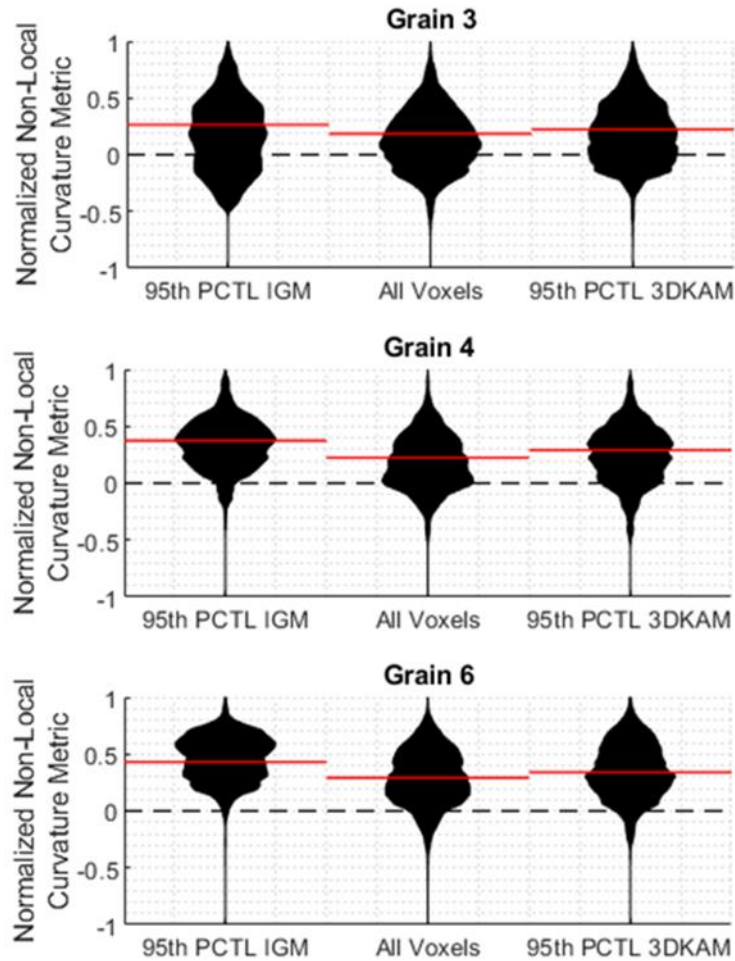 Grain 3
Normalized Non-Local
Curvature Metric
1
0.5
0
-0.5
-1
95th PCTL IGM All Voxels 95th PCTL 3DKAM
Grain 4
Normalized Non-Local
Curvature Metric
1
0.5
0
-0.5
-1
95th PCTL IGM All Voxels 95th PCTL 3DKAM
Grain 6
Normalized Non-Local
Curvature Metric
1
0.5
0
-0.5
-1
95th PCTL IGM All Voxels 95th PCTL 3DKAM